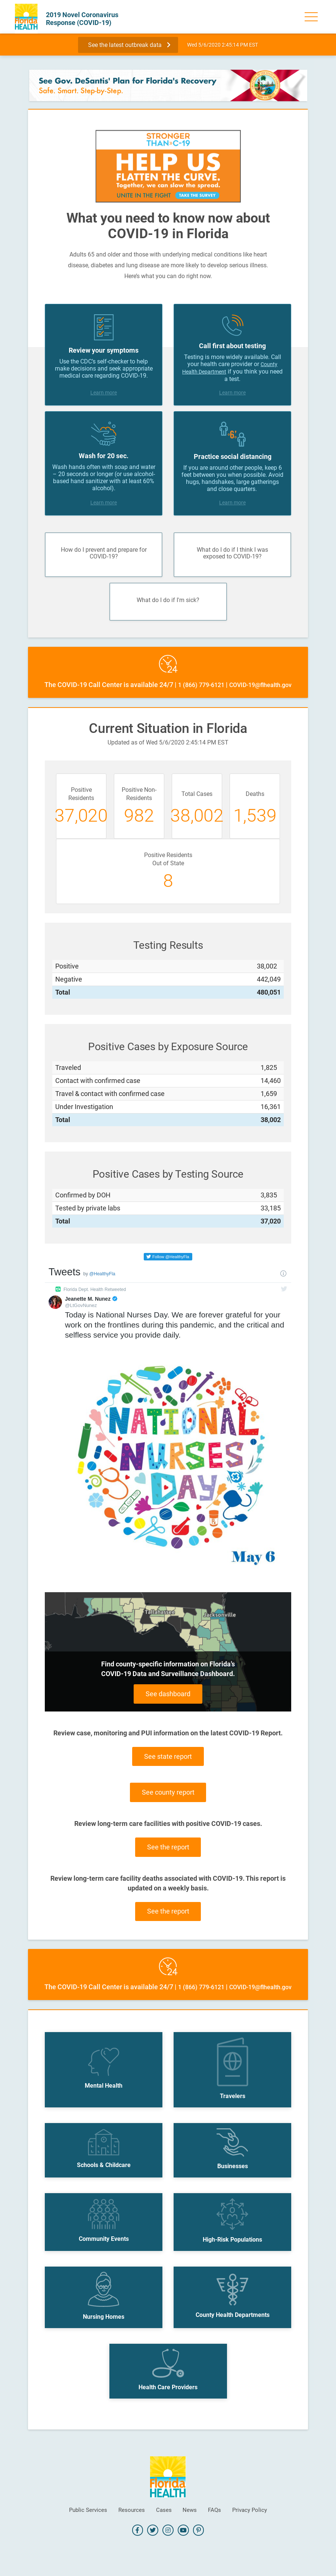 Florida
HEALTH
2019 Novel Coronavirus
Response (COVID-19)
See the latest outbreak data
Wed 5/6/2020 2:45:14 PM EST
See Gov. DeSantis' Plan for Florida's Recovery
Safe. Smart. Step-by-Step.
STRONGER
THAN C-19
HELP US
FLATTEN THE CURVE.
Together, we can slow the spread.
UNITE IN THE FIGHT
TAKE THE SURVEY
What you need to know now about
COVID-19 in Florida
Adults 65 and older and those with underlying medical conditions like heart
disease, diabetes and lung disease are more likely to develop serious illness.
Here's what you can do right now.
Review your symptoms
Use the CDC's self-checker to help
make decisions and seek appropriate
medical care regarding COVID-19.
Learn more
Call first about testing
Testing is more widely available. Call
your health care provider or County
Health Department if you think you need
a test.
Learn more
Wash for 20 sec.
Wash hands often with soap and water
– 20 seconds or longer (or use alcohol-
based hand sanitizer with at least 60%
alcohol).
Learn more
6'
Practice social distancing
If you are around other people, keep 6
feet between you when possible. Avoid
hugs, handshakes, large gatherings
and close quarters.
Learn more
How do I prevent and prepare for
COVID-19?
What do I do if I think I was
exposed to COVID-19?
What do I do if I'm sick?
24
The COVID-19 Call Center is available 24/7 | 1 (866) 779-6121 | COVID-19@flhealth.gov
Current Situation in Florida
Updated as of Wed 5/6/2020 2:45:14 PM EST
Positive
Residents
37,020
Positive Non-
Residents
982
Total Cases
38,002
Deaths
1,539
Positive Residents
Out of State
8
Testing Results
Positive 38,002
Negative 442,049
Total 480,051
Positive Cases by Exposure Source
Traveled 1,825
Contact with confirmed case 14,460
Travel & contact with confirmed case 1,659
Under Investigation 16,361
Total 38,002
Positive Cases by Testing Source
Confirmed by DOH 3,835
Tested by private labs 33,185
Total 37,020
Follow @HealthyFla
Tweets by @HealthyFla
Florida Dept. Health Retweeted
Jeanette M. Nunez
@LtGovNunez
Today is National Nurses Day. We are forever grateful for your
work on the frontlines during this pandemic, and the critical and
selfless service you provide daily.
NATIONAL
NURSES
DAY
May 6
Tallahassee
Jacksonville
Find county-specific information on Florida's
COVID-19 Data and Surveillance Dashboard.
See dashboard
Review case, monitoring and PUI information on the latest COVID-19 Report.
See state report
See county report
Review long-term care facilities with positive COVID-19 cases.
See the report
Review long-term care facility deaths associated with COVID-19. This report is
updated on a weekly basis.
See the report
24
The COVID-19 Call Center is available 24/7 | 1 (866) 779-6121 | COVID-19@flhealth.gov
Mental Health
Travelers
Schools & Childcare
Businesses
Community Events
High-Risk Populations
Nursing Homes
County Health Departments
Health Care Providers
Florida
HEALTH
Public Services
Resources
Cases
News
FAQs
Privacy Policy